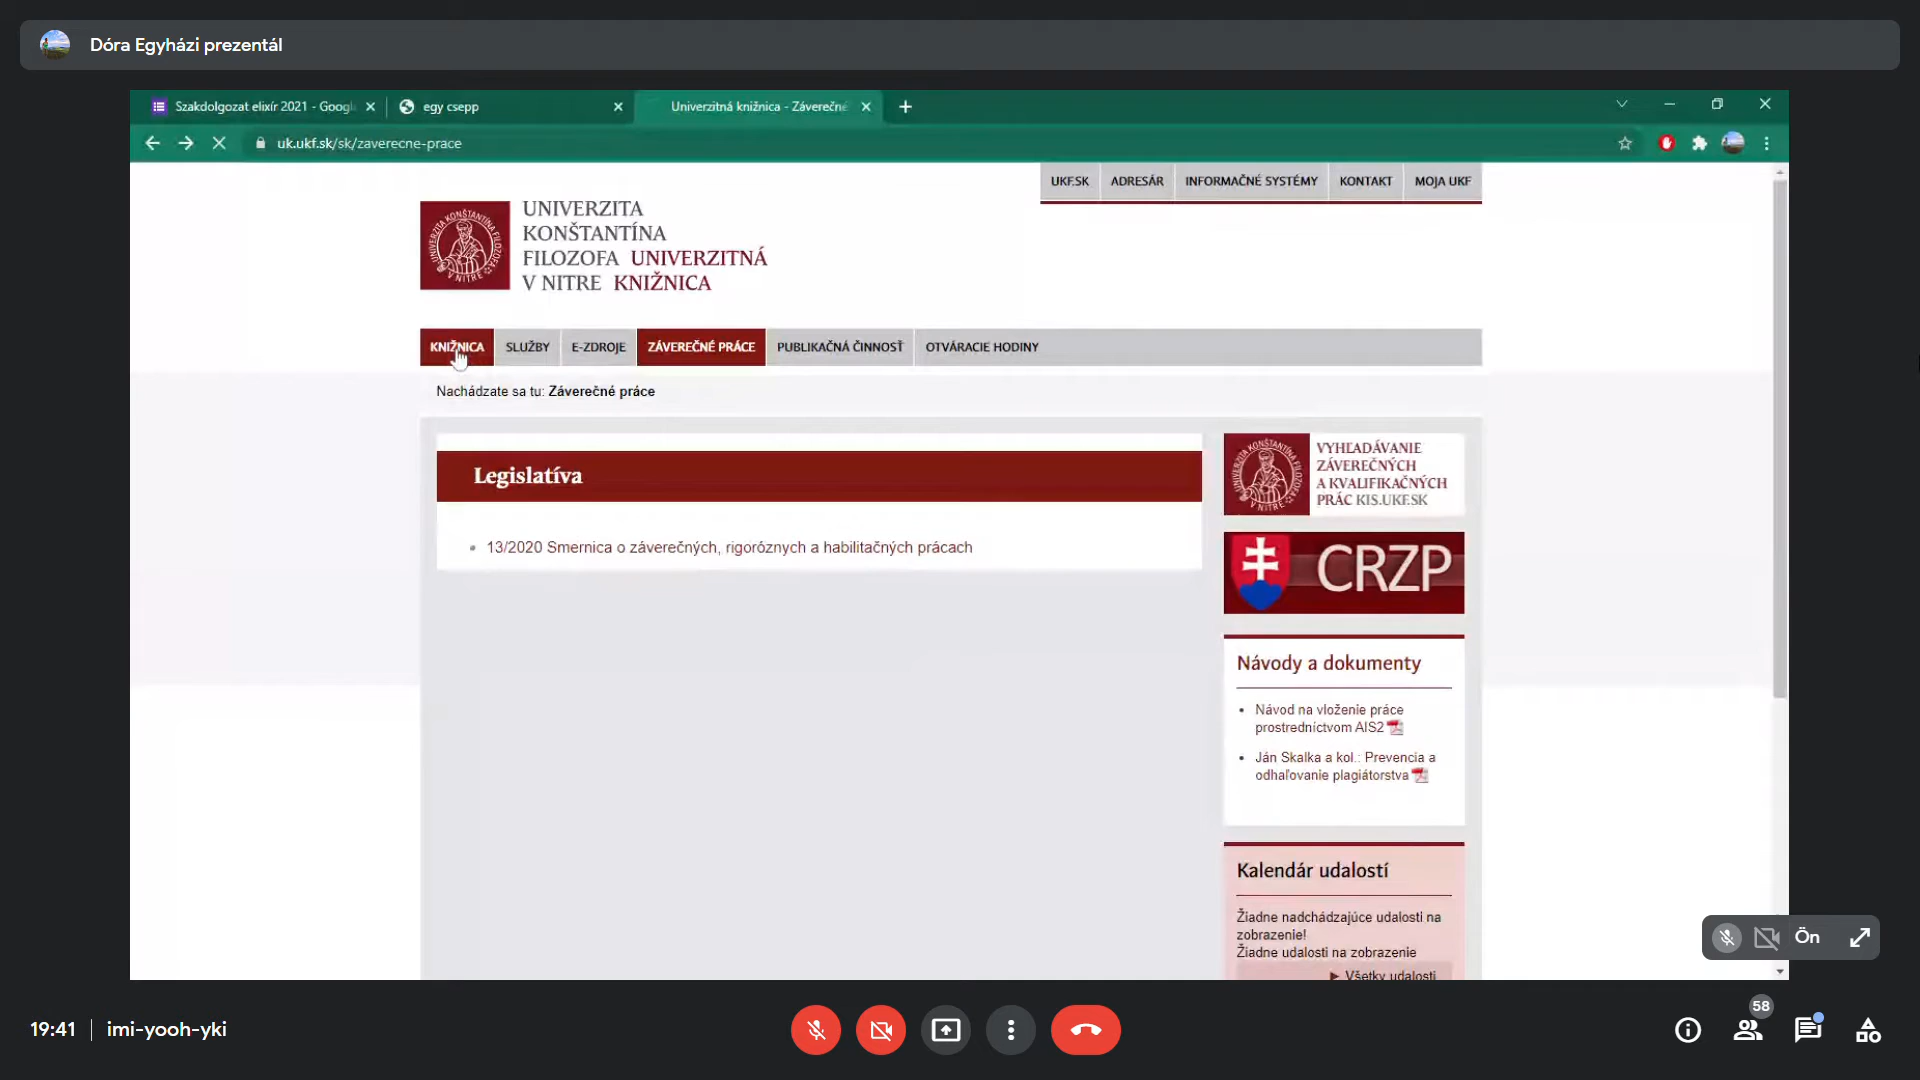 Dóra Egyházi prezentál
Szakdolgozat elixír 2021 - Googl
egy csepp
Univerzitná knižnica - Záverečné
uk.ukf.sk/sk/zaverecne-prace
UKF.SK ADRESÁR INFORMAČNÉ SYSTÉMY KONTAKT MOJA UKF
UNIVERZITA
KONŠTANTÍNA
FILOZOFA UNIVERZITNÁ
V NITRE KNIŽNICA
KNIŽNICA SLUŽBY E-ZDROJE ZÁVEREČNÉ PRÁCE PUBLIKAČNÁ ČINNOSŤ OTVÁRACIE HODINY
Nachádzate sa tu: Záverečné práce
Legislatíva
13/2020 Smernica o záverečných, rigoróznych a habilitačných prácach
VYHĽADÁVANIE
ZÁVEREČNÝCH
A KVALIFIKAČNÝCH
PRÁC KIS.UKF.SK
CRZP
Návody a dokumenty
Návod na vloženie práce
prostredníctvom AIS2
Ján Skalka a kol.: Prevencia a
odhaľovanie plagiátorstva
Kalendár udalostí
Žiadne nadchádzajúce udalosti na
zobrazenie!
Žiadne udalosti na zobrazenie
Všetky udalosti
Ön
19:41 imi-yooh-yki
58